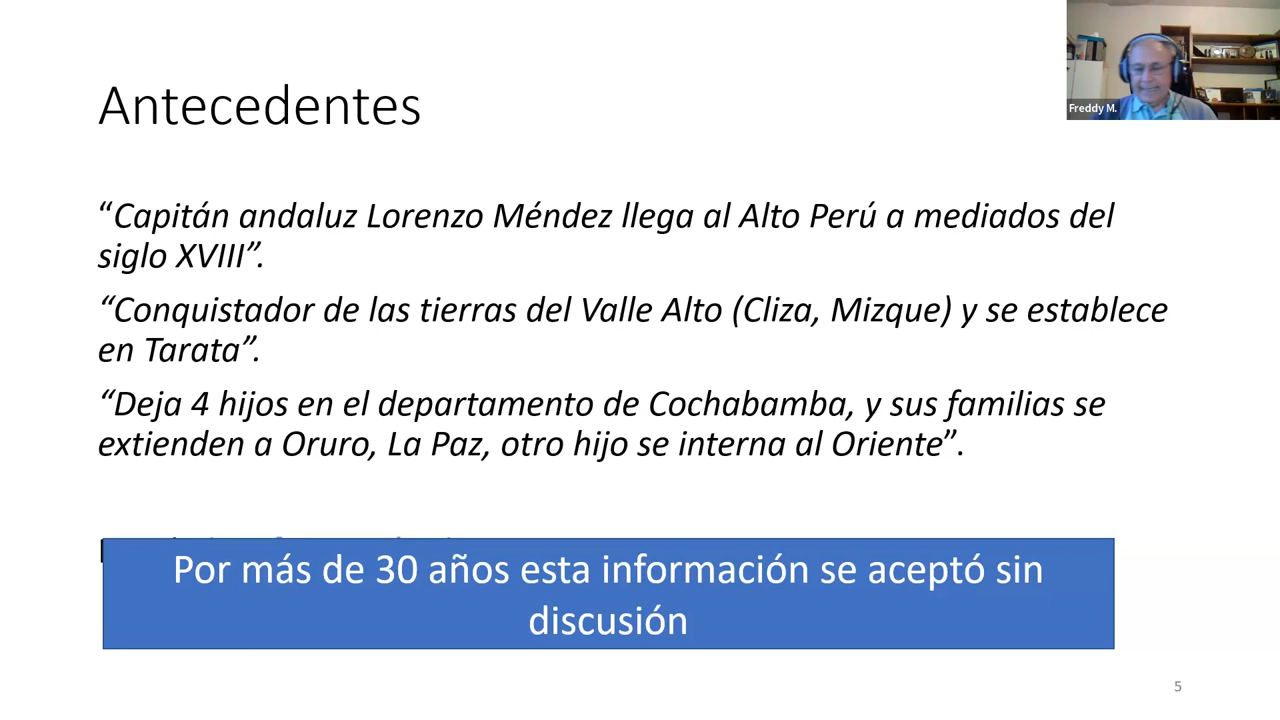 Freddy M.
Antecedentes
“Capitán andaluz Lorenzo Méndez llega al Alto Perú a mediados del
siglo XVIII”.
“Conquistador de las tierras del Valle Alto (Cliza, Mizque) y se establece
en Tarata”.
“Deja 4 hijos en el departamento de Cochabamba, y sus familias se
extienden a Oruro, La Paz, otro hijo se interna al Oriente”.
Por más de 30 años esta información se aceptó sin
discusión
5